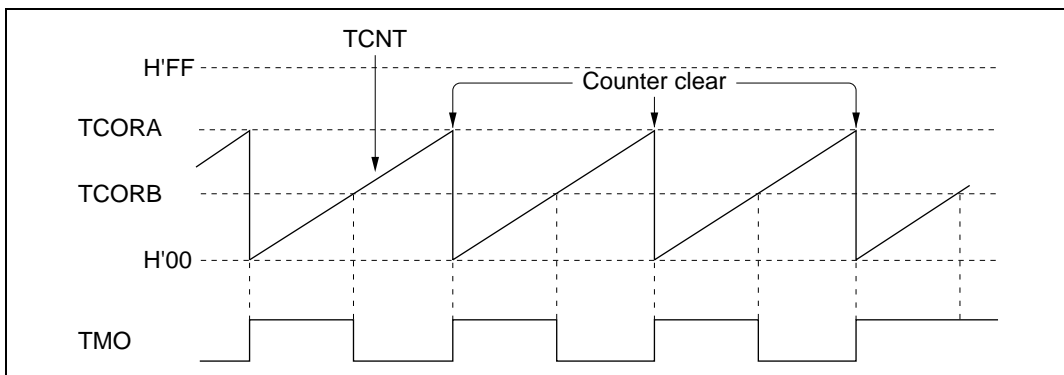 TCNT
H'FF
Counter clear
TCORA
TCORB
H'00
TMO